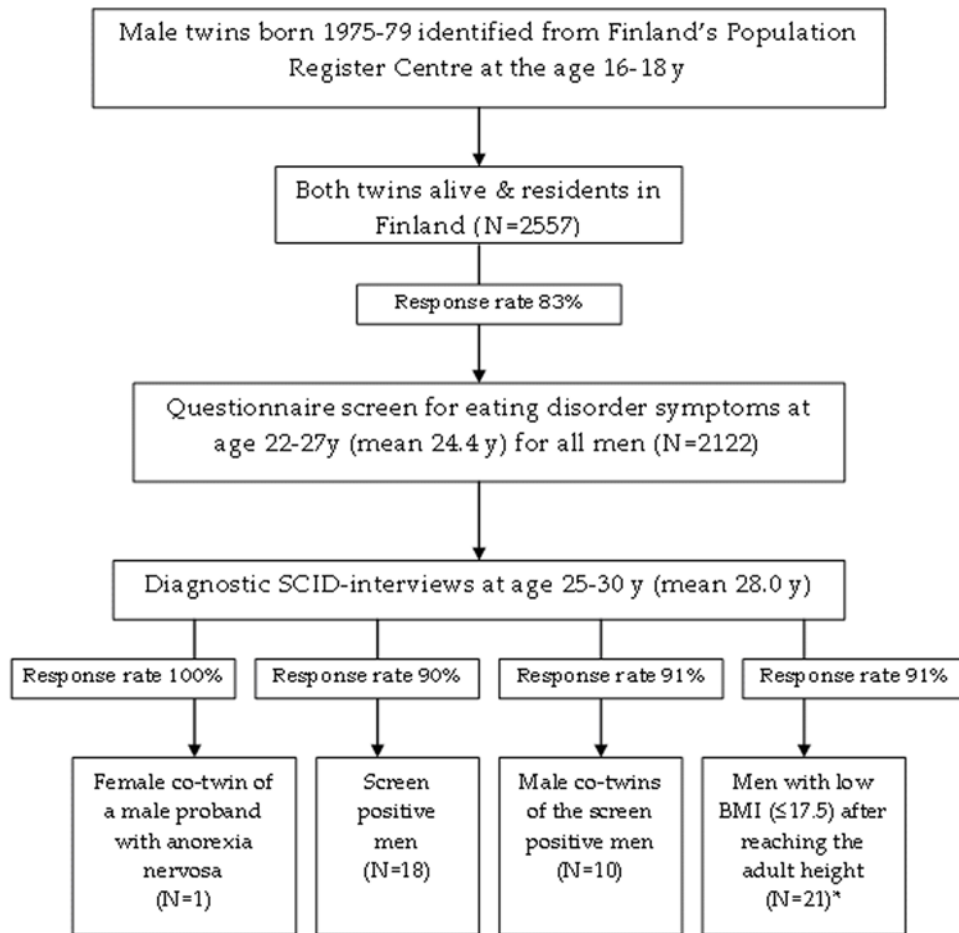 Male twins born 1975-79 identified from Finland's Population
Register Centre at the age 16-18 y
Both twins alive & residents in
Finland (N=2557)
Response rate 83%
Questionnaire screen for eating disorder symptoms at
age 22-27y (mean 24.4 y) for all men (N=2122)
Diagnostic SCID-interviews at age 25-30 y (mean 28.0 y)
Response rate 100%
Response rate 90%
Response rate 91%
Response rate 91%
Female co-twin of
a male proband
with anorexia
nervosa
(N=1)
Screen
positive
men
(N=18)
Male co-twins
of the screen
positive men
(N=10)
Men with low
BMI (≤17.5) after
reaching the
adult height
(N=21)*